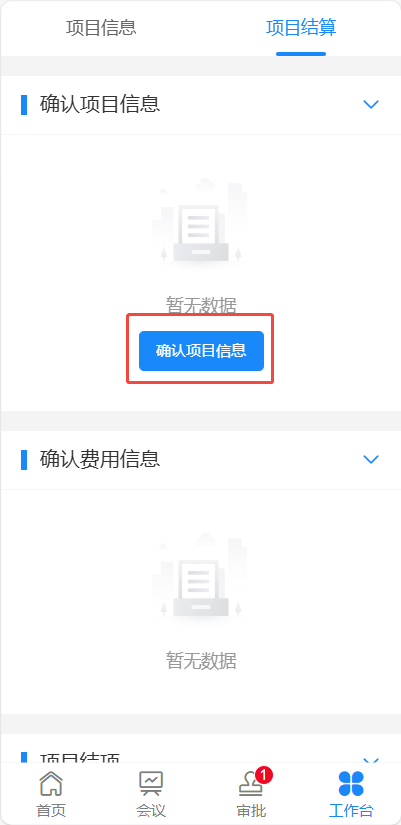 项目信息
项目结算
确认项目信息
暂无数据
确认项目信息
确认费用信息
暂无数据
项目结项
首页
会议
1
审批
工作台